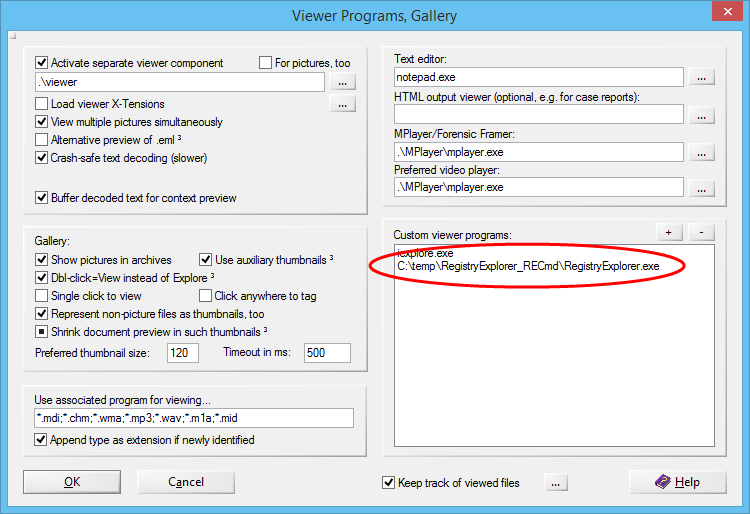 Viewer Programs, Gallery
Activate separate viewer component
For pictures, too
.\viewer
...
Load viewer X-Tensions
...
View multiple pictures simultaneously
Alternative preview of .eml ³
Crash-safe text decoding (slower)
Buffer decoded text for context preview
Text editor:
notepad.exe
...
HTML output viewer (optional, e.g. for case reports):
...
MPlayer/Forensic Framer:
.\MPlayer\mplayer.exe
...
Preferred video player:
.\MPlayer\mplayer.exe
...
Gallery:
Show pictures in archives
Use auxiliary thumbnails ³
Dbl-click=View instead of Explore ³
Single click to view
Click anywhere to tag
Represent non-picture files as thumbnails, too
Shrink document preview in such thumbnails ³
Preferred thumbnail size:
120
Timeout in ms:
500
Custom viewer programs:
+
-
iexplore.exe
C:\temp\RegistryExplorer_RECmd\RegistryExplorer.exe
Use associated program for viewing...
*.mdi;*.chm;*.wma;*.mp3;*.wav;*.m1a;*.mid
Append type as extension if newly identified
OK
Cancel
Keep track of viewed files
...
Help